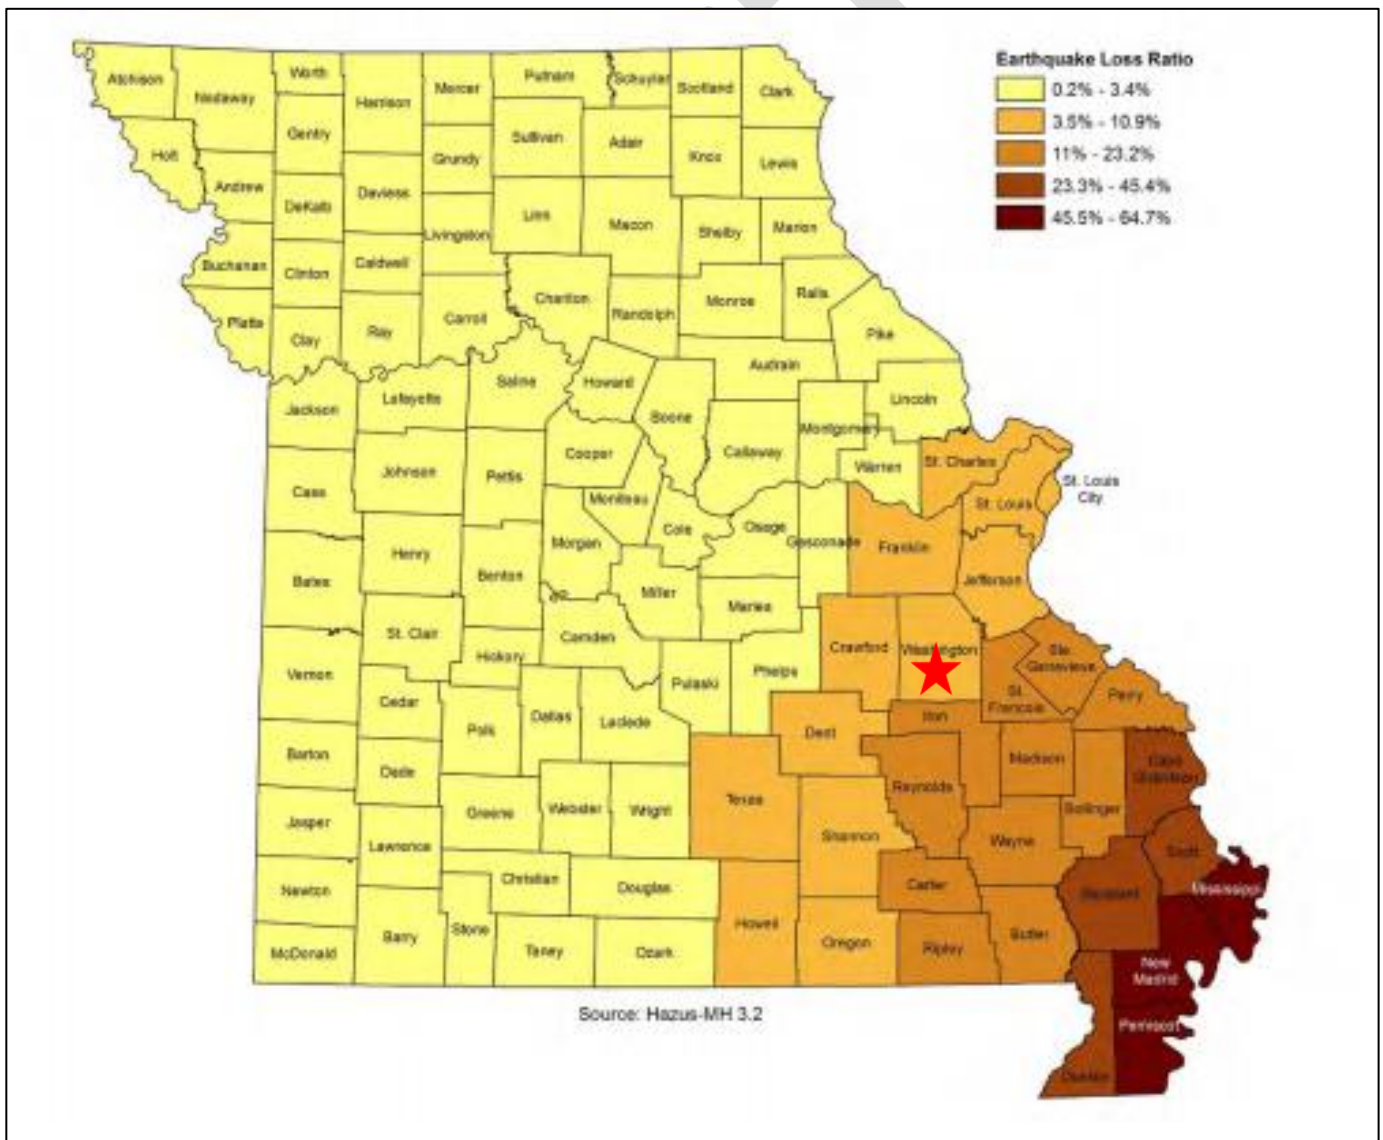 Earthquake Loss Ratio
0.2% - 3.4%
3.5% - 10.9%
11% - 23.2%
23.3% - 45.4%
45.5% - 64.7%
Atchison
Nodaway
Worth
Harrison
Mercer
Putnam
Schuyler
Scotland
Clark
Holt
Gentry
Sullivan
Adair
Knox
Lewis
Grundy
Andrew
DeKalb
Daviess
Livingston
Linn
Macon
Shelby
Marion
Buchanan
Clinton
Caldwell
Platte
Clay
Ray
Carroll
Chariton
Randolph
Monroe
Ralls
Pike
Audrain
Jackson
Lafayette
Saline
Howard
Boone
Callaway
Montgomery
Lincoln
Warren
St. Charles
St. Louis
St. Louis
City
Cass
Johnson
Pettis
Cooper
Moniteau
Cole
Osage
Gasconade
Franklin
Jefferson
Bates
Henry
Benton
Morgan
Miller
Maries
St. Clair
Hickory
Camden
Crawford
Washington
Vernon
Cedar
Polk
Dallas
Laclede
Pulaski
Phelps
Dent
Iron
St.
Francois
Ste.
Genevieve
Perry
Barton
Dade
Greene
Webster
Wright
Texas
Shannon
Reynolds
Madison
Bollinger
Cape
Girardeau
Jasper
Lawrence
Christian
Douglas
Howell
Oregon
Carter
Wayne
Scott
Stoddard
Mississippi
Newton
McDonald
Barry
Stone
Taney
Ozark
Ripley
Butler
New
Madrid
Pemiscot
Dunklin
Source: Hazus-MH 3.2